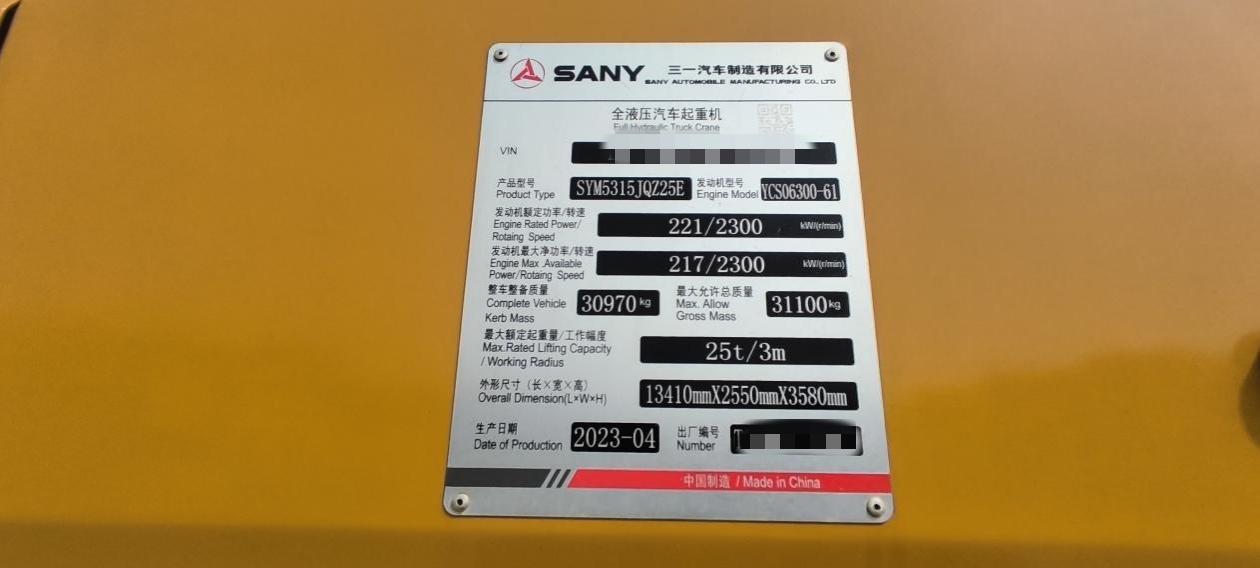 SANY 三一汽车制造有限公司
SANY AUTOMOBILE MANUFACTURING CO., LTD
全液压汽车起重机
Full Hydraulic Truck Crane
VIN
产品型号 SYM5315JQZ25E 发动机型号 YCS06300-61
Product Type Engine Model
发动机额定功率/转速
Engine Rated Power/ 221/2300 kW/(r/min)
Rotaing Speed
发动机最大净功率/转速
Engine Max .Available 217/2300 kW/(r/min)
Power/Rotaing Speed
整车整备质量 最大允许总质量
Complete Vehicle 30970kg Max. Allow 31100kg
Kerb Mass Gross Mass
最大额定起重量/工作幅度
Max.Rated Lifting Capacity 25t/3m
/ Working Radius
外形尺寸（长×宽×高）
Overall Dimension(L×W×H) 13410mmX2550mmX3580mm
生产日期 2023-04 出厂编号 T
Date of Production Number
中国制造 / Made in China